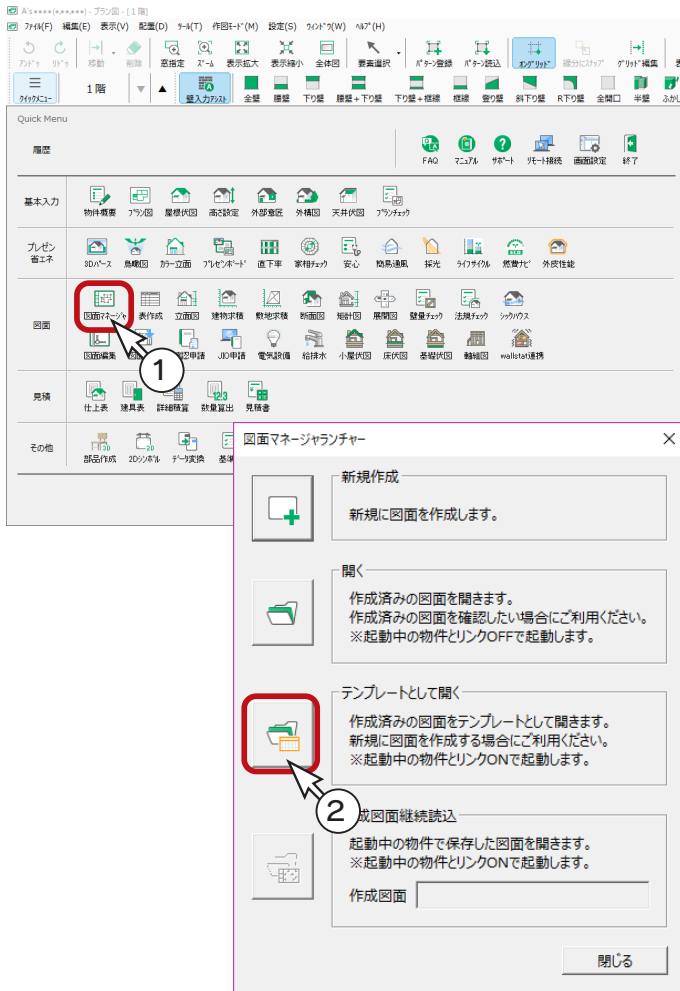 A's●●●●(●,●●,●●●) - プラン図 - [1 階]
ファイル(F) 編集(E) 表示(V) 配置(D) ツール(T) 作図モード(M) 設定(S) ウィンドウ(W) ヘルプ(H)
アンドゥ リドゥ 移動 削除 窓指定 ズーム 表示拡大 表示縮小 全体図 要素選択 パターン登録 パターン読込 オングリッド 線分にスナップ グリッド編集 表
クイックメニュー 1 階 壁入力アシスト 全壁 腰壁 下り壁 腰壁+下り壁 下り壁+框線 框線 登り壁 斜下り壁 R下り壁 全開口 半壁 ふかし
Quick Menu
履歴 FAQ マニュアル サポート リモート接続 画面設定 終了
基本入力 物件概要 プラン図 屋根伏図 高さ設定 外部意匠 外構図 天井伏図 プランチェック
プレゼン
省エネ
3Dパース 鳥瞰図 カラー立面 プレゼンボード 直下率 家相チェック 安心 簡易通風 採光 ライフサイクル 燃費ナビ 外皮性能
図面
図面マネージャ 表作成 立面図 建物求積 敷地求積 断面図 矩計図 展開図 壁量チェック 法規チェック シックハウス
図面編集 申請 JIO申請 電気設備 給排水 小屋伏図 床伏図 基礎伏図 軸組図 wallstat連携
1
見積 仕上表 建具表 詳細積算 数量算出 見積書
その他 部品作成 2Dシンボル データ変換 基準
図面マネージャランチャー
新規作成
新規に図面を作成します。
開く
作成済みの図面を開きます。
作成済みの図面を確認したい場合にご利用ください。
※起動中の物件とリンクOFFで起動します。
テンプレートとして開く
作成済みの図面をテンプレートとして開きます。
新規に図面を作成する場合にご利用ください。
※起動中の物件とリンクONで起動します。
2
成図面継続読込
起動中の物件で保存した図面を開きます。
※起動中の物件とリンクONで起動します。
作成図面
閉じる